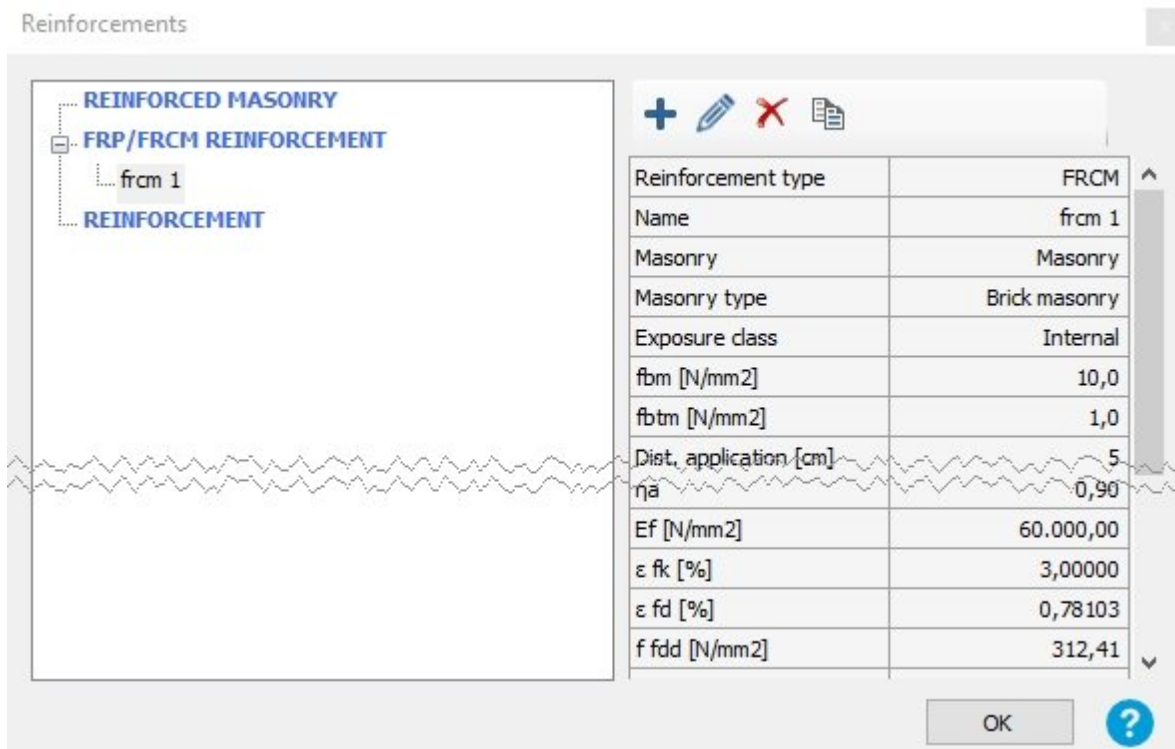 Reinforcements
REINFORCED MASONRY
FRP/FRCM REINFORCEMENT
frcm 1
REINFORCEMENT
Reinforcement type FRCM
Name frcm 1
Masonry Masonry
Masonry type Brick masonry
Exposure class Internal
fbm [N/mm2] 10,0
fbtm [N/mm2] 1,0
Dist. application [cm] 5
ηa 0,90
Ef [N/mm2] 60.000,00
ε fk [%] 3,00000
ε fd [%] 0,78103
f fdd [N/mm2] 312,41
OK
?